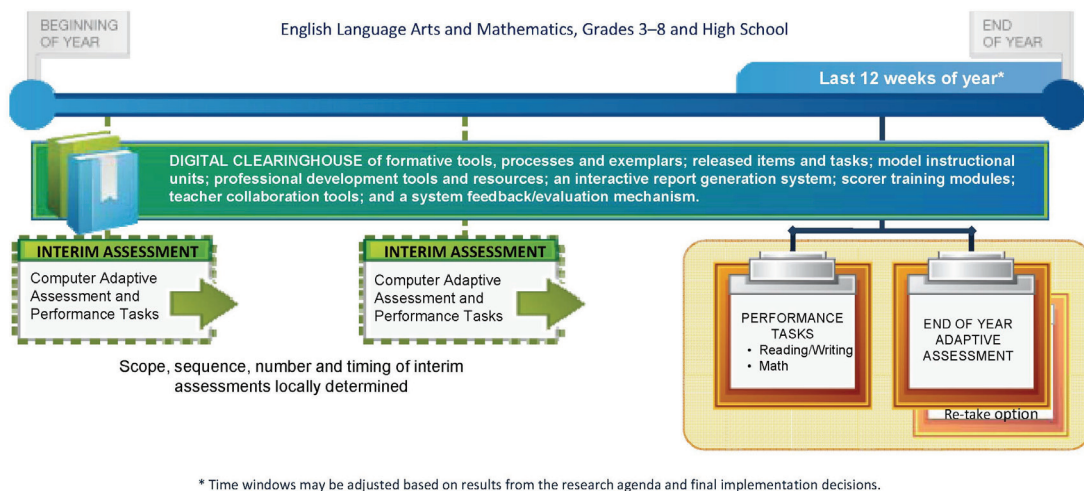 BEGINNING
OF YEAR
English Language Arts and Mathematics, Grades 3–8 and High School
END
OF YEAR
Last 12 weeks of year*
DIGITAL CLEARINGHOUSE of formative tools, processes and exemplars; released items and tasks; model instructional
units; professional development tools and resources; an interactive report generation system; scorer training modules;
teacher collaboration tools; and a system feedback/evaluation mechanism.
INTERIM ASSESSMENT
Computer Adaptive
Assessment and
Performance Tasks
INTERIM ASSESSMENT
Computer Adaptive
Assessment and
Performance Tasks
Scope, sequence, number and timing of interim
assessments locally determined
PERFORMANCE
TASKS
• Reading/Writing
• Math
END OF YEAR
ADAPTIVE
ASSESSMENT
Re-take option
* Time windows may be adjusted based on results from the research agenda and final implementation decisions.